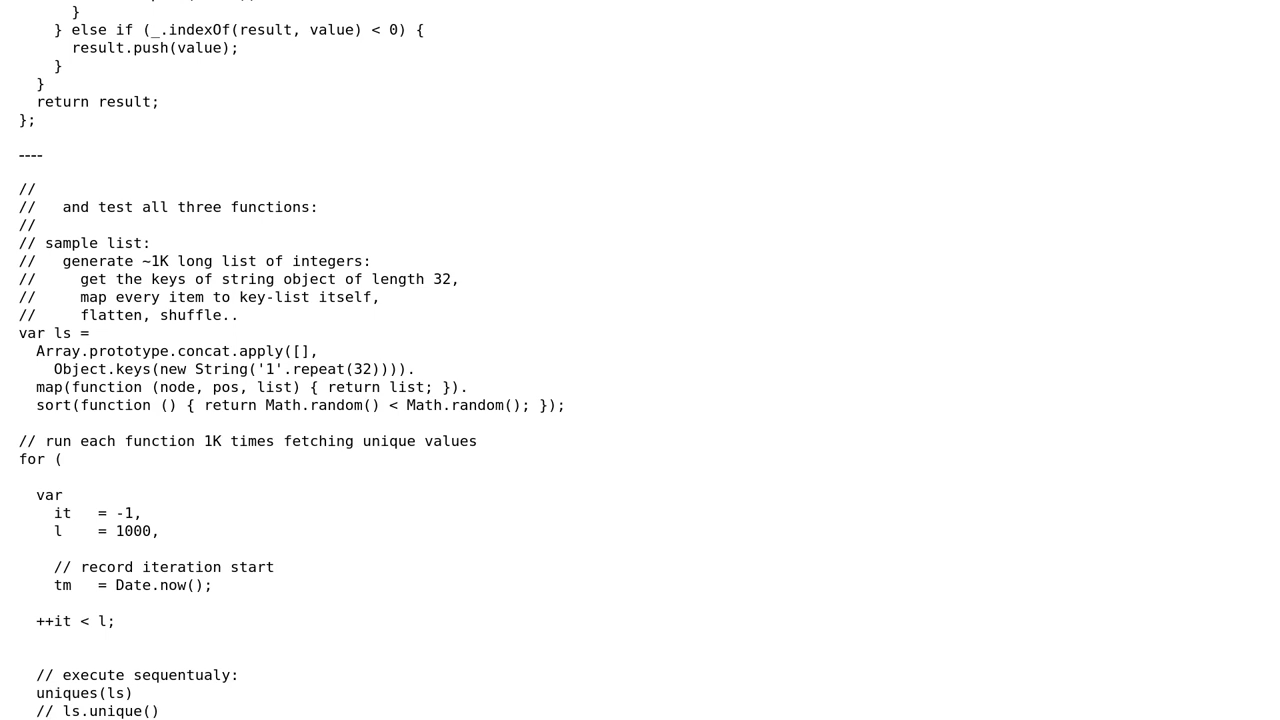 }
} else if (_.indexOf(result, value) < 0) {
result.push(value);
}
}
return result;
};
----
//
//   and test all three functions:
//
// sample list:
//   generate ~1K long list of integers:
//     get the keys of string object of length 32,
//     map every item to key-list itself,
//     flatten, shuffle..
var ls =
Array.prototype.concat.apply([],
Object.keys(new String('1'.repeat(32)))).
map(function (node, pos, list) { return list; }).
sort(function () { return Math.random() < Math.random(); });
// run each function 1K times fetching unique values
for (
var
it   = -1,
l    = 1000,
// record iteration start
tm   = Date.now();
++it < l;
// execute sequentualy:
uniques(ls)
// ls.unique()